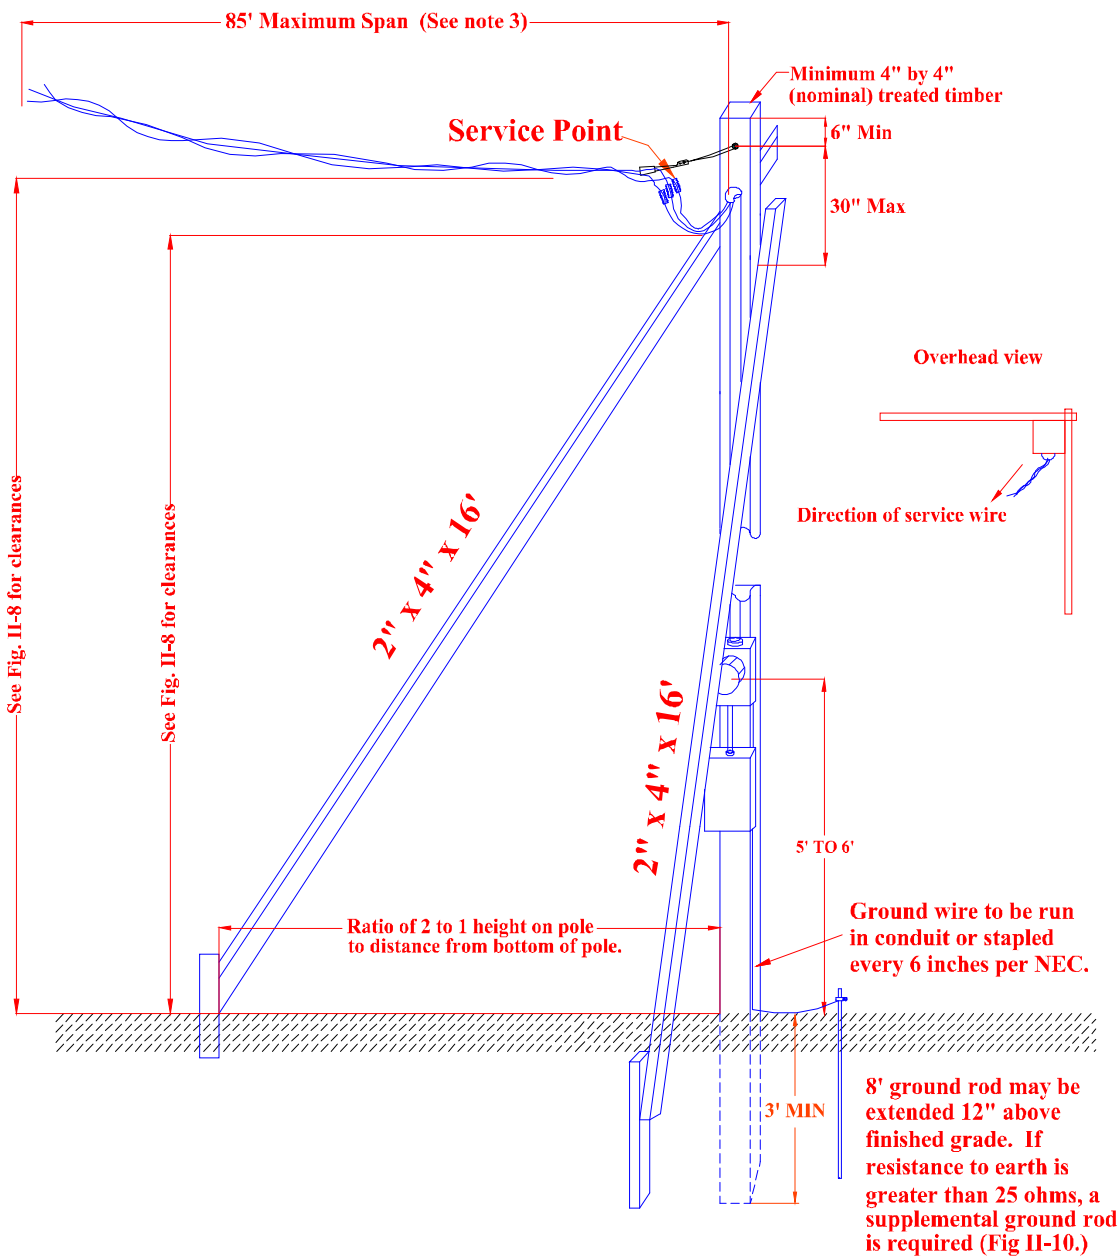 85' Maximum Span (See note 3)
Minimum 4" by 4"
(nominal) treated timber
Service Point
6" Min
30" Max
Overhead view
Direction of service wire
See Fig. II-8 for clearances
See Fig. II-8 for clearances
2" x 4" x 16'
2" x 4" x 16'
5' TO 6'
Ratio of 2 to 1 height on pole
to distance from bottom of pole.
Ground wire to be run
in conduit or stapled
every 6 inches per NEC.
3' MIN
8' ground rod may be
extended 12" above
finished grade. If
resistance to earth is
greater than 25 ohms, a
supplemental ground rod
is required (Fig II-10.)